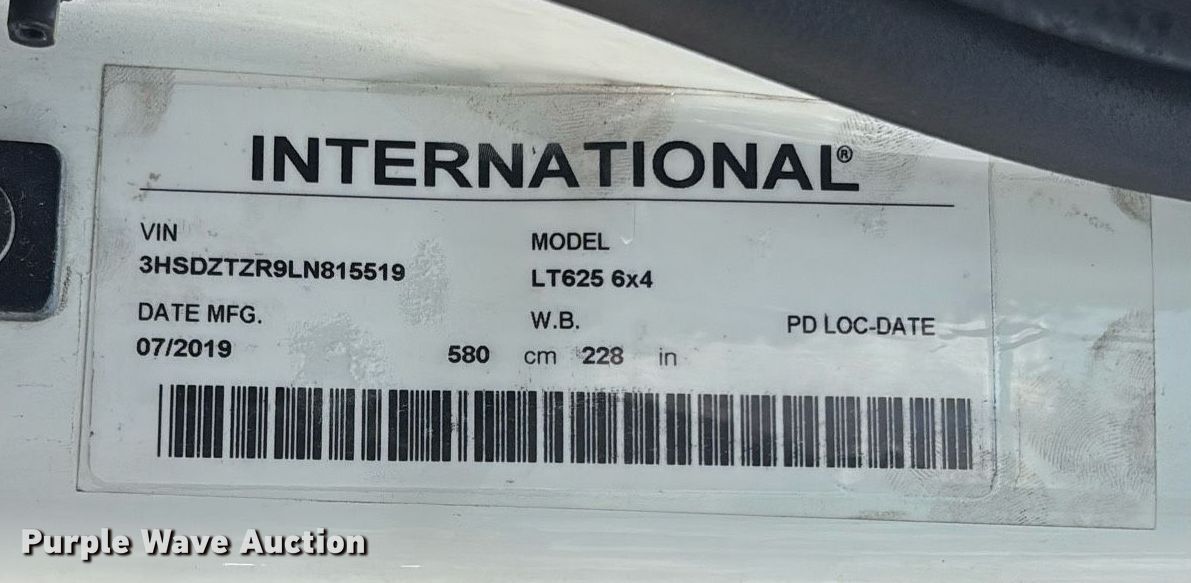 INTERNATIONAL®
VIN
3HSDZTZR9LN815519
MODEL
LT625 6x4
DATE MFG.
07/2019
W.B.
580 cm 228 in
PD LOC-DATE
Purple Wave Auction